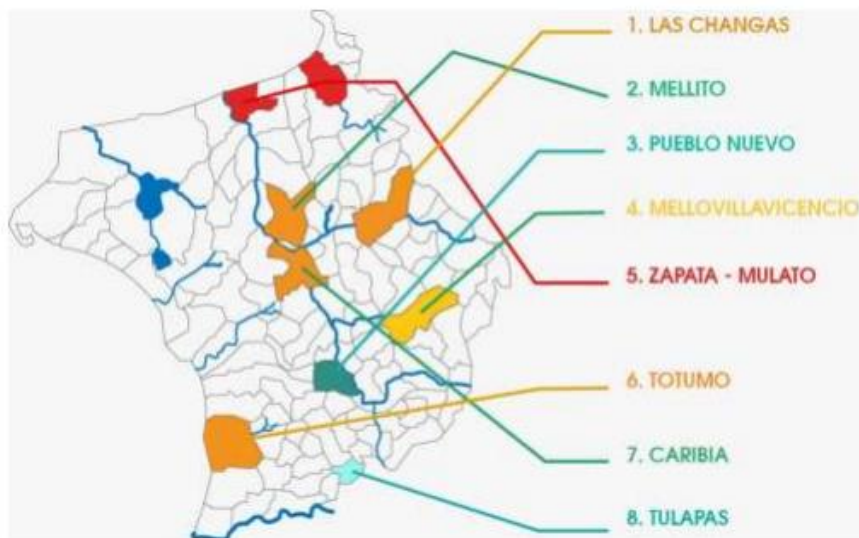 1. LAS CHANGAS
2. MELLITO
3. PUEBLO NUEVO
4. MELLOVILLAVICENCIO
5. ZAPATA - MULATO
6. TOTUMO
7. CARIBIA
8. TULAPAS